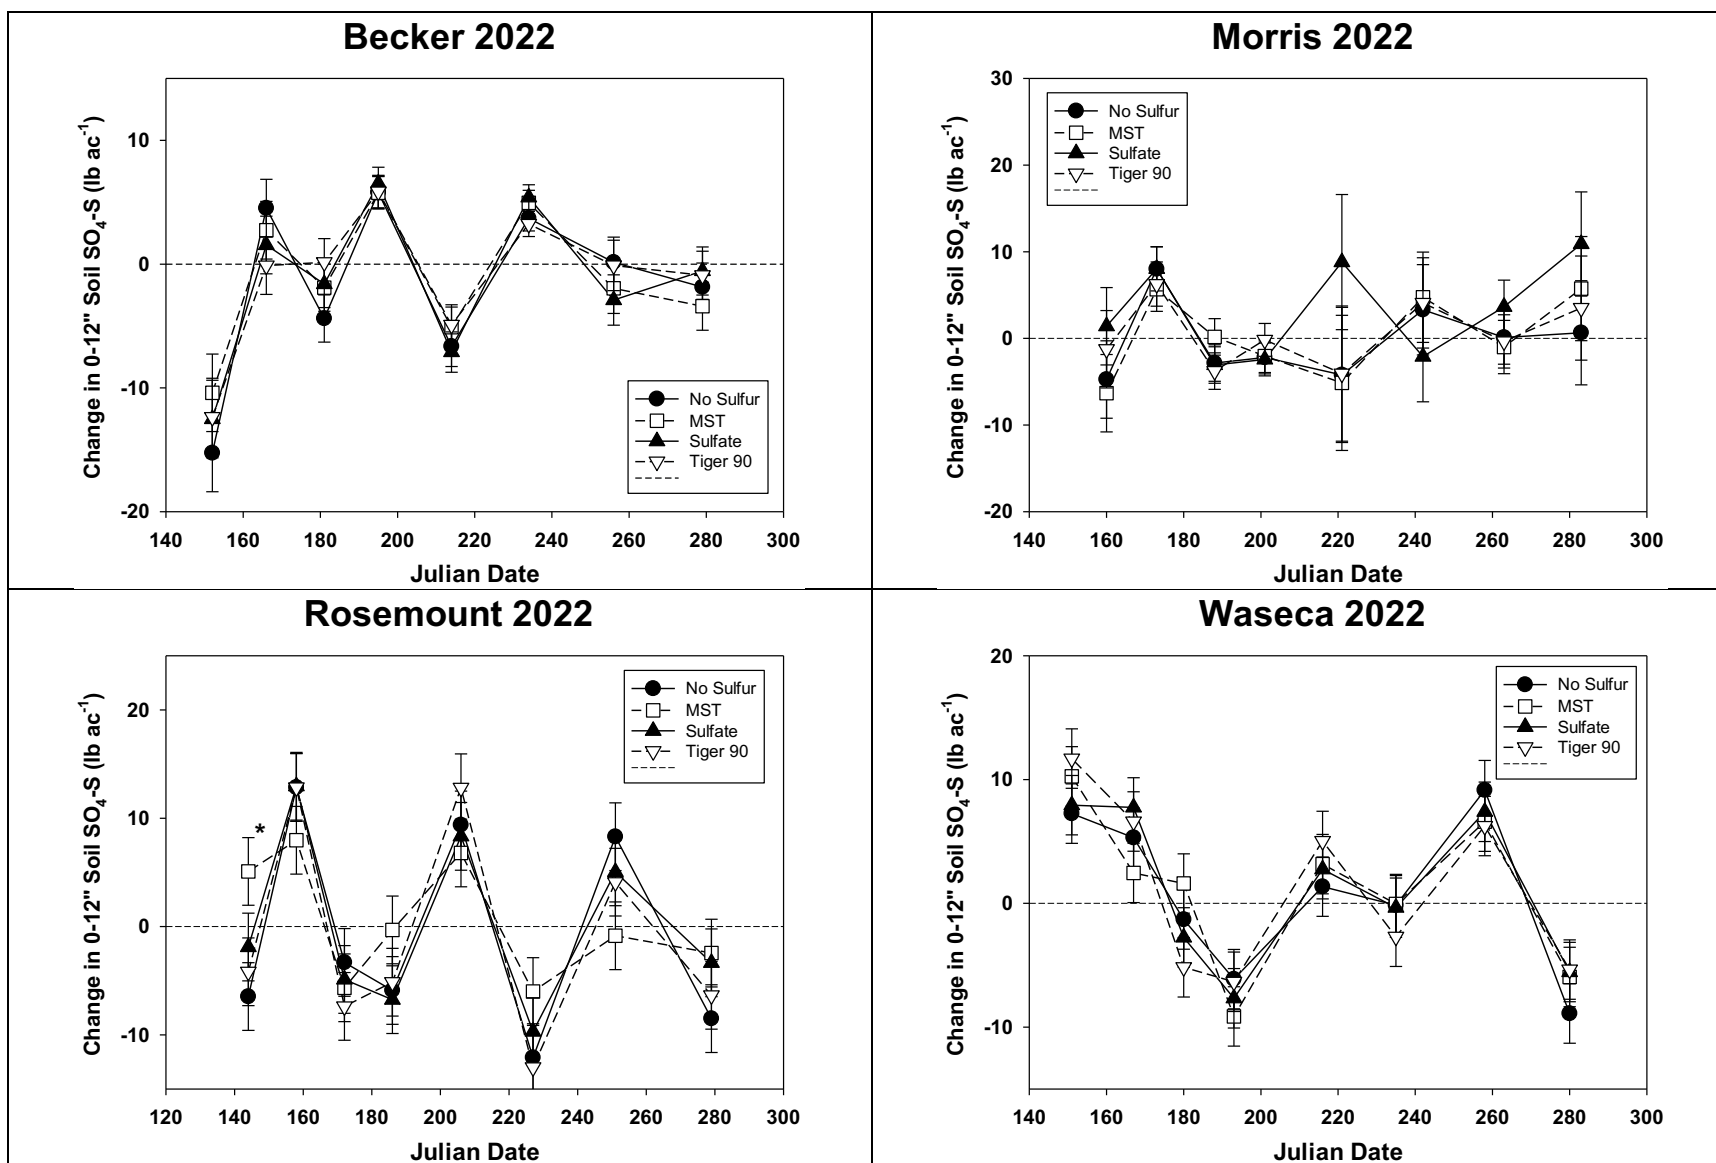 Becker 2022
Change in 0-12" Soil SO4-S (lb ac-1)
10
0
-10
-20
No Sulfur
MST
Sulfate
Tiger 90
140 160 180 200 220 240 260 280 300
Julian Date
Morris 2022
Change in 0-12" Soil SO4-S (lb ac-1)
30
20
10
0
-10
-20
No Sulfur
MST
Sulfate
Tiger 90
140 160 180 200 220 240 260 280 300
Julian Date
Rosemount 2022
Change in 0-12" Soil SO4-S (lb ac-1)
20
10
0
-10
*
No Sulfur
MST
Sulfate
Tiger 90
120 140 160 180 200 220 240 260 280 300
Julian Date
Waseca 2022
Change in 0-12" Soil SO4-S (lb ac-1)
20
10
0
-10
No Sulfur
MST
Sulfate
Tiger 90
140 160 180 200 220 240 260 280 300
Julian Date